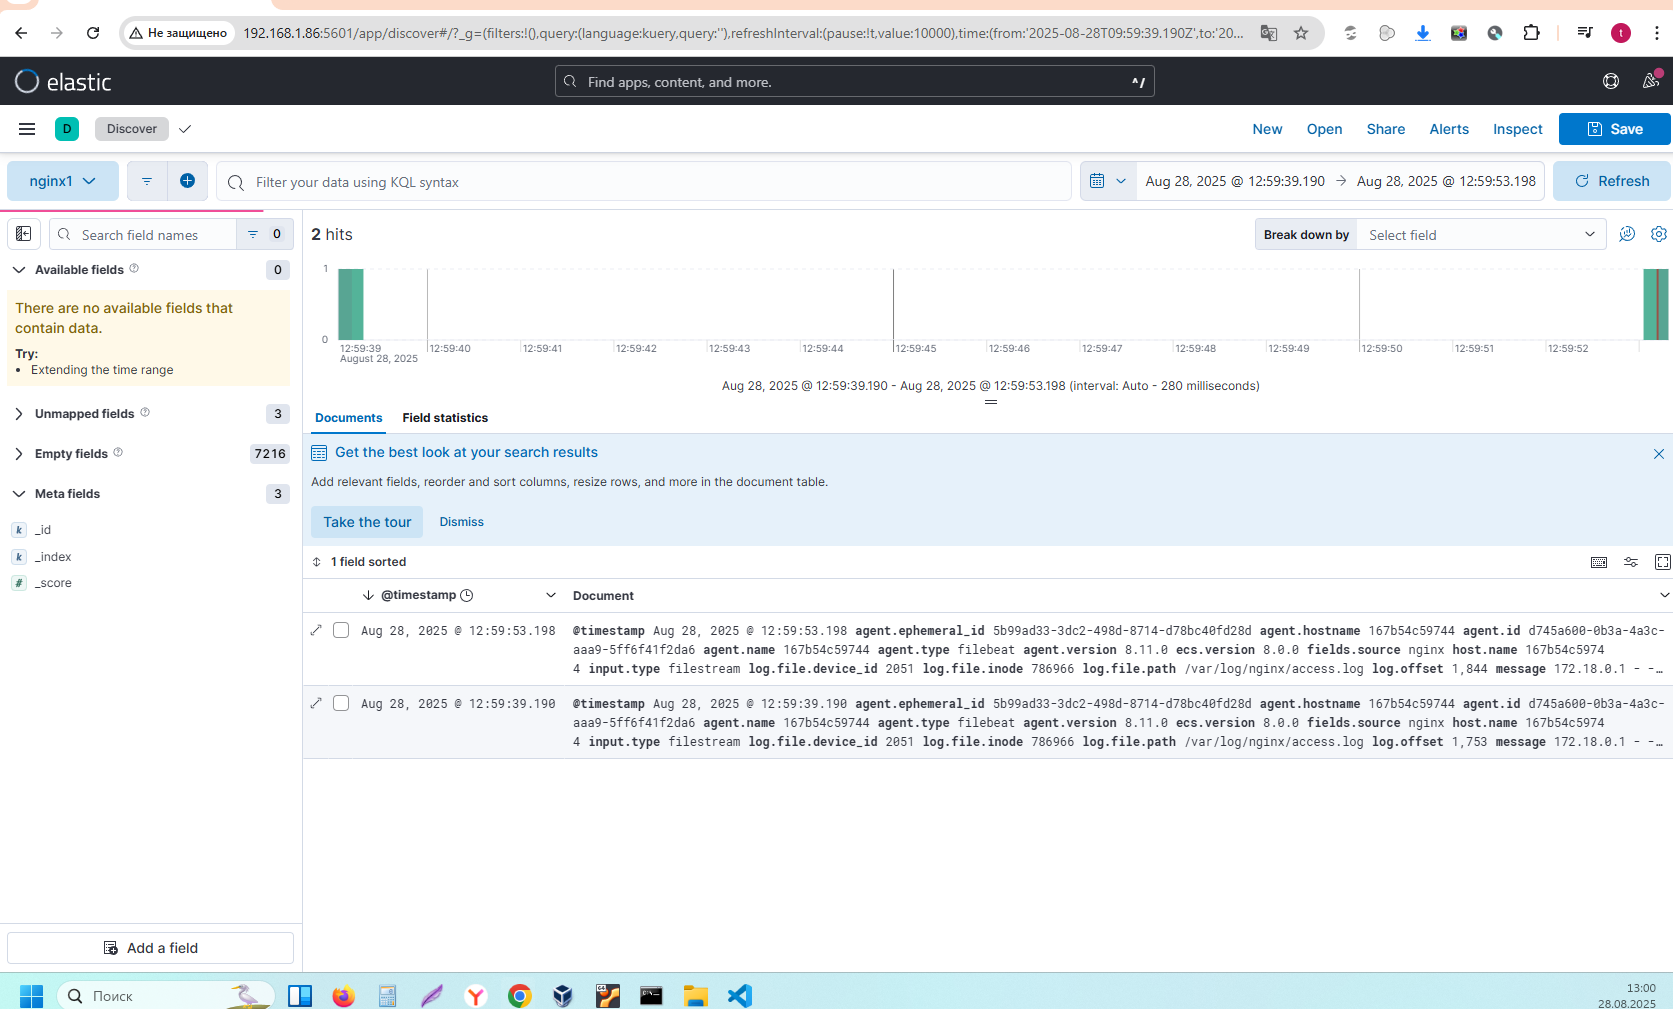 Не защищено
192.168.1.86:5601/app/discover#/?_g=(filters:!(),query:(language:kuery,query:''),refreshInterval:(pause:!t,value:10000),time:(from:'2025-08-28T09:59:39.190Z',to:'20...
t
elastic
Find apps, content, and more.
^/
D
Discover
New
Open
Share
Alerts
Inspect
Save
nginx1
Filter your data using KQL syntax
Aug 28, 2025 @ 12:59:39.190 → Aug 28, 2025 @ 12:59:53.198
Refresh
Search field names
0
Available fields
0
There are no available fields that
contain data.
Try:
• Extending the time range
Unmapped fields
3
Empty fields
7216
Meta fields
3
k _id
k _index
# _score
Add a field
2 hits
Break down by
Select field
1
0
12:59:39
August 28, 2025
12:59:40
12:59:41
12:59:42
12:59:43
12:59:44
12:59:45
12:59:46
12:59:47
12:59:48
12:59:49
12:59:50
12:59:51
12:59:52
Aug 28, 2025 @ 12:59:39.190 - Aug 28, 2025 @ 12:59:53.198 (interval: Auto - 280 milliseconds)
Documents
Field statistics
Get the best look at your search results
Add relevant fields, reorder and sort columns, resize rows, and more in the document table.
Take the tour
Dismiss
1 field sorted
@timestamp
Document
Aug 28, 2025 @ 12:59:53.198
@timestamp Aug 28, 2025 @ 12:59:53.198 agent.ephemeral_id 5b99ad33-3dc2-498d-8714-d78bc40fd28d agent.hostname 167b54c59744 agent.id d745a600-0b3a-4a3c-
aaa9-5ff6f41f2da6 agent.name 167b54c59744 agent.type filebeat agent.version 8.11.0 ecs.version 8.0.0 fields.source nginx host.name 167b54c5974
4 input.type filestream log.file.device_id 2051 log.file.inode 786966 log.file.path /var/log/nginx/access.log log.offset 1,844 message 172.18.0.1 - -…
Aug 28, 2025 @ 12:59:39.190
@timestamp Aug 28, 2025 @ 12:59:39.190 agent.ephemeral_id 5b99ad33-3dc2-498d-8714-d78bc40fd28d agent.hostname 167b54c59744 agent.id d745a600-0b3a-4a3c-
aaa9-5ff6f41f2da6 agent.name 167b54c59744 agent.type filebeat agent.version 8.11.0 ecs.version 8.0.0 fields.source nginx host.name 167b54c5974
4 input.type filestream log.file.device_id 2051 log.file.inode 786966 log.file.path /var/log/nginx/access.log log.offset 1,753 message 172.18.0.1 - -…
Поиск
64
13:00
28.08.2025